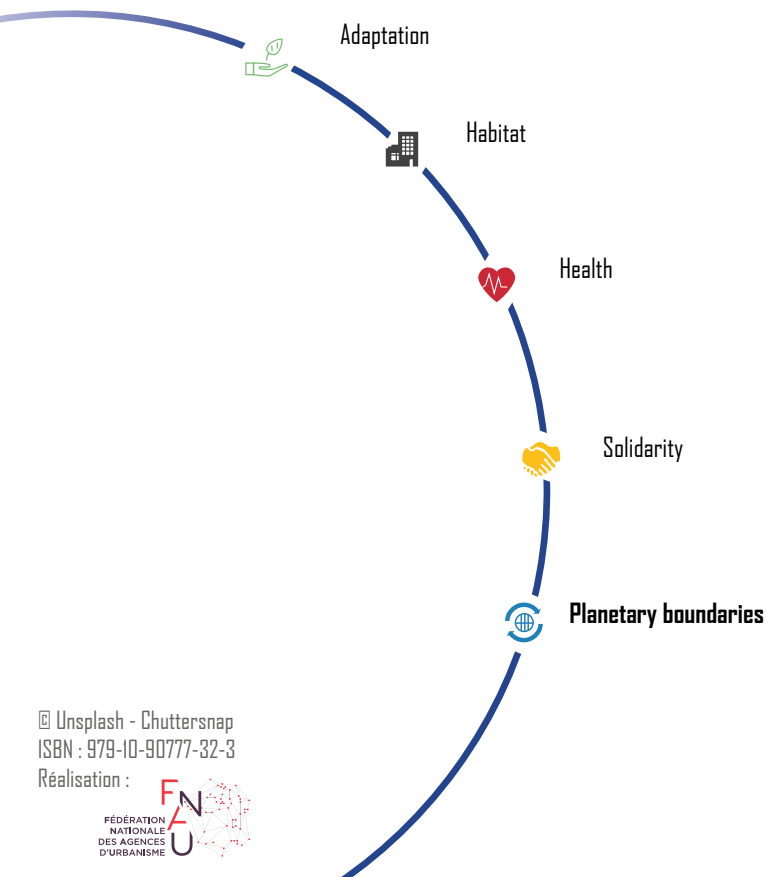 Adaptation
Habitat
Health
Solidarity
Planetary boundaries
© Unsplash - Chuttersnap
ISBN : 979-10-90777-32-3
Réalisation :
FNAU
FÉDÉRATION
NATIONALE
DES AGENCES
D'URBANISME